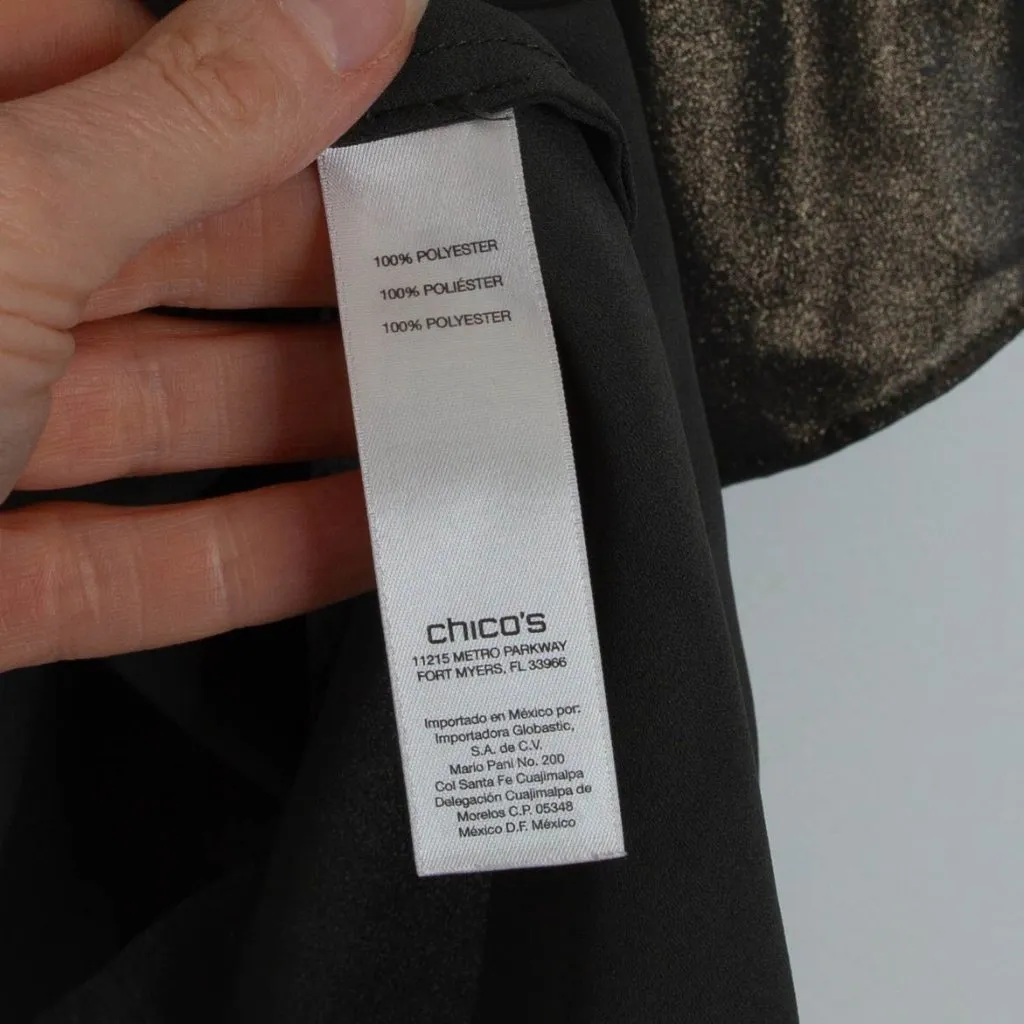 100% POLYESTER
100% POLIÉSTER
100% POLYESTER
chico's
11215 METRO PARKWAY
FORT MYERS, FL 33966
Importado en México por:
Importadora Globastic,
S.A. de C.V.
Mario Pani No. 200
Col Santa Fe Cuajimalpa
Delegación Cuajimalpa de
Morelos C.P. 05348
México D.F. México